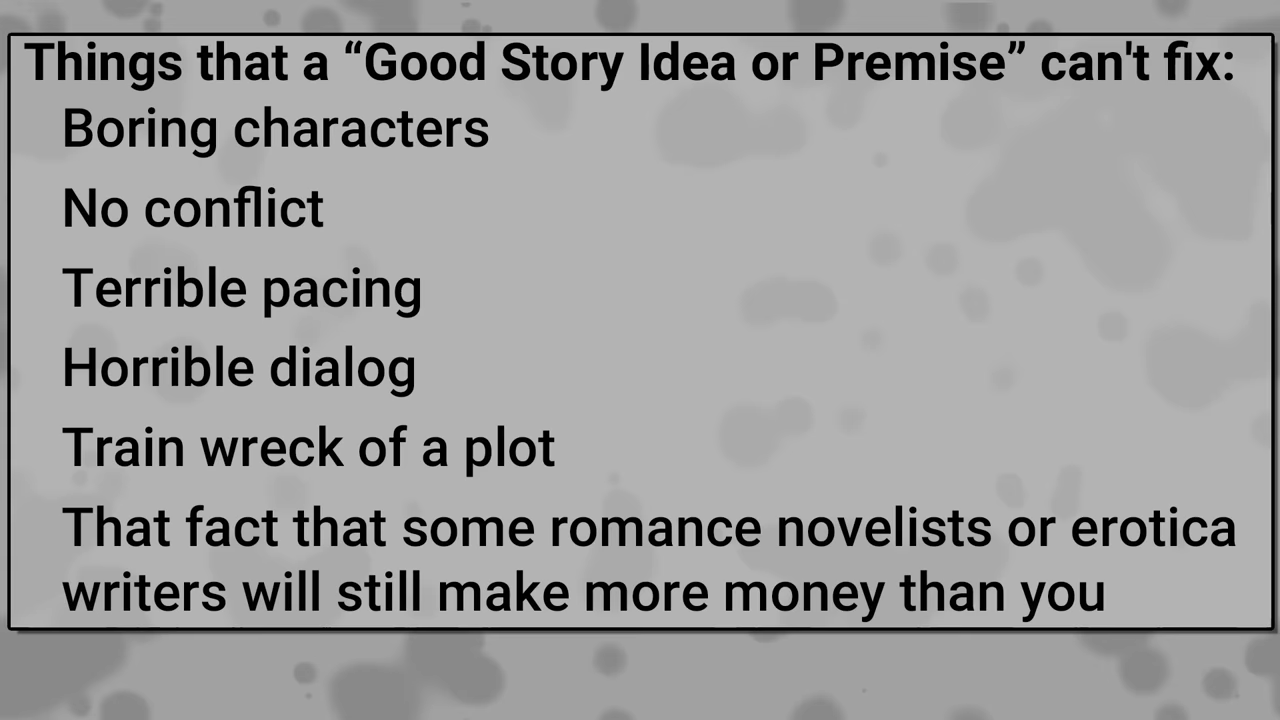 Things that a “Good Story Idea or Premise” can't fix:
Boring characters
No conflict
Terrible pacing
Horrible dialog
Train wreck of a plot
That fact that some romance novelists or erotica
writers will still make more money than you